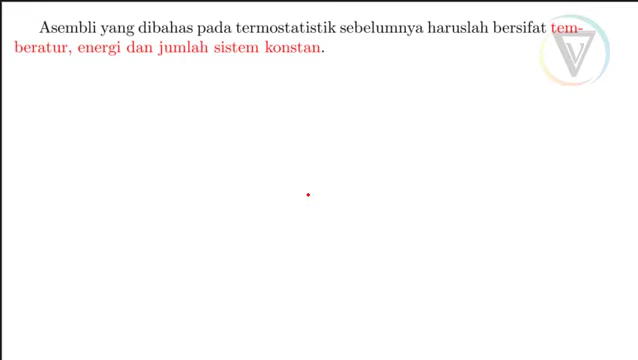 Asembli yang dibahas pada termostatistik sebelumnya haruslah bersifat tem-
beratur, energi dan jumlah sistem konstan.